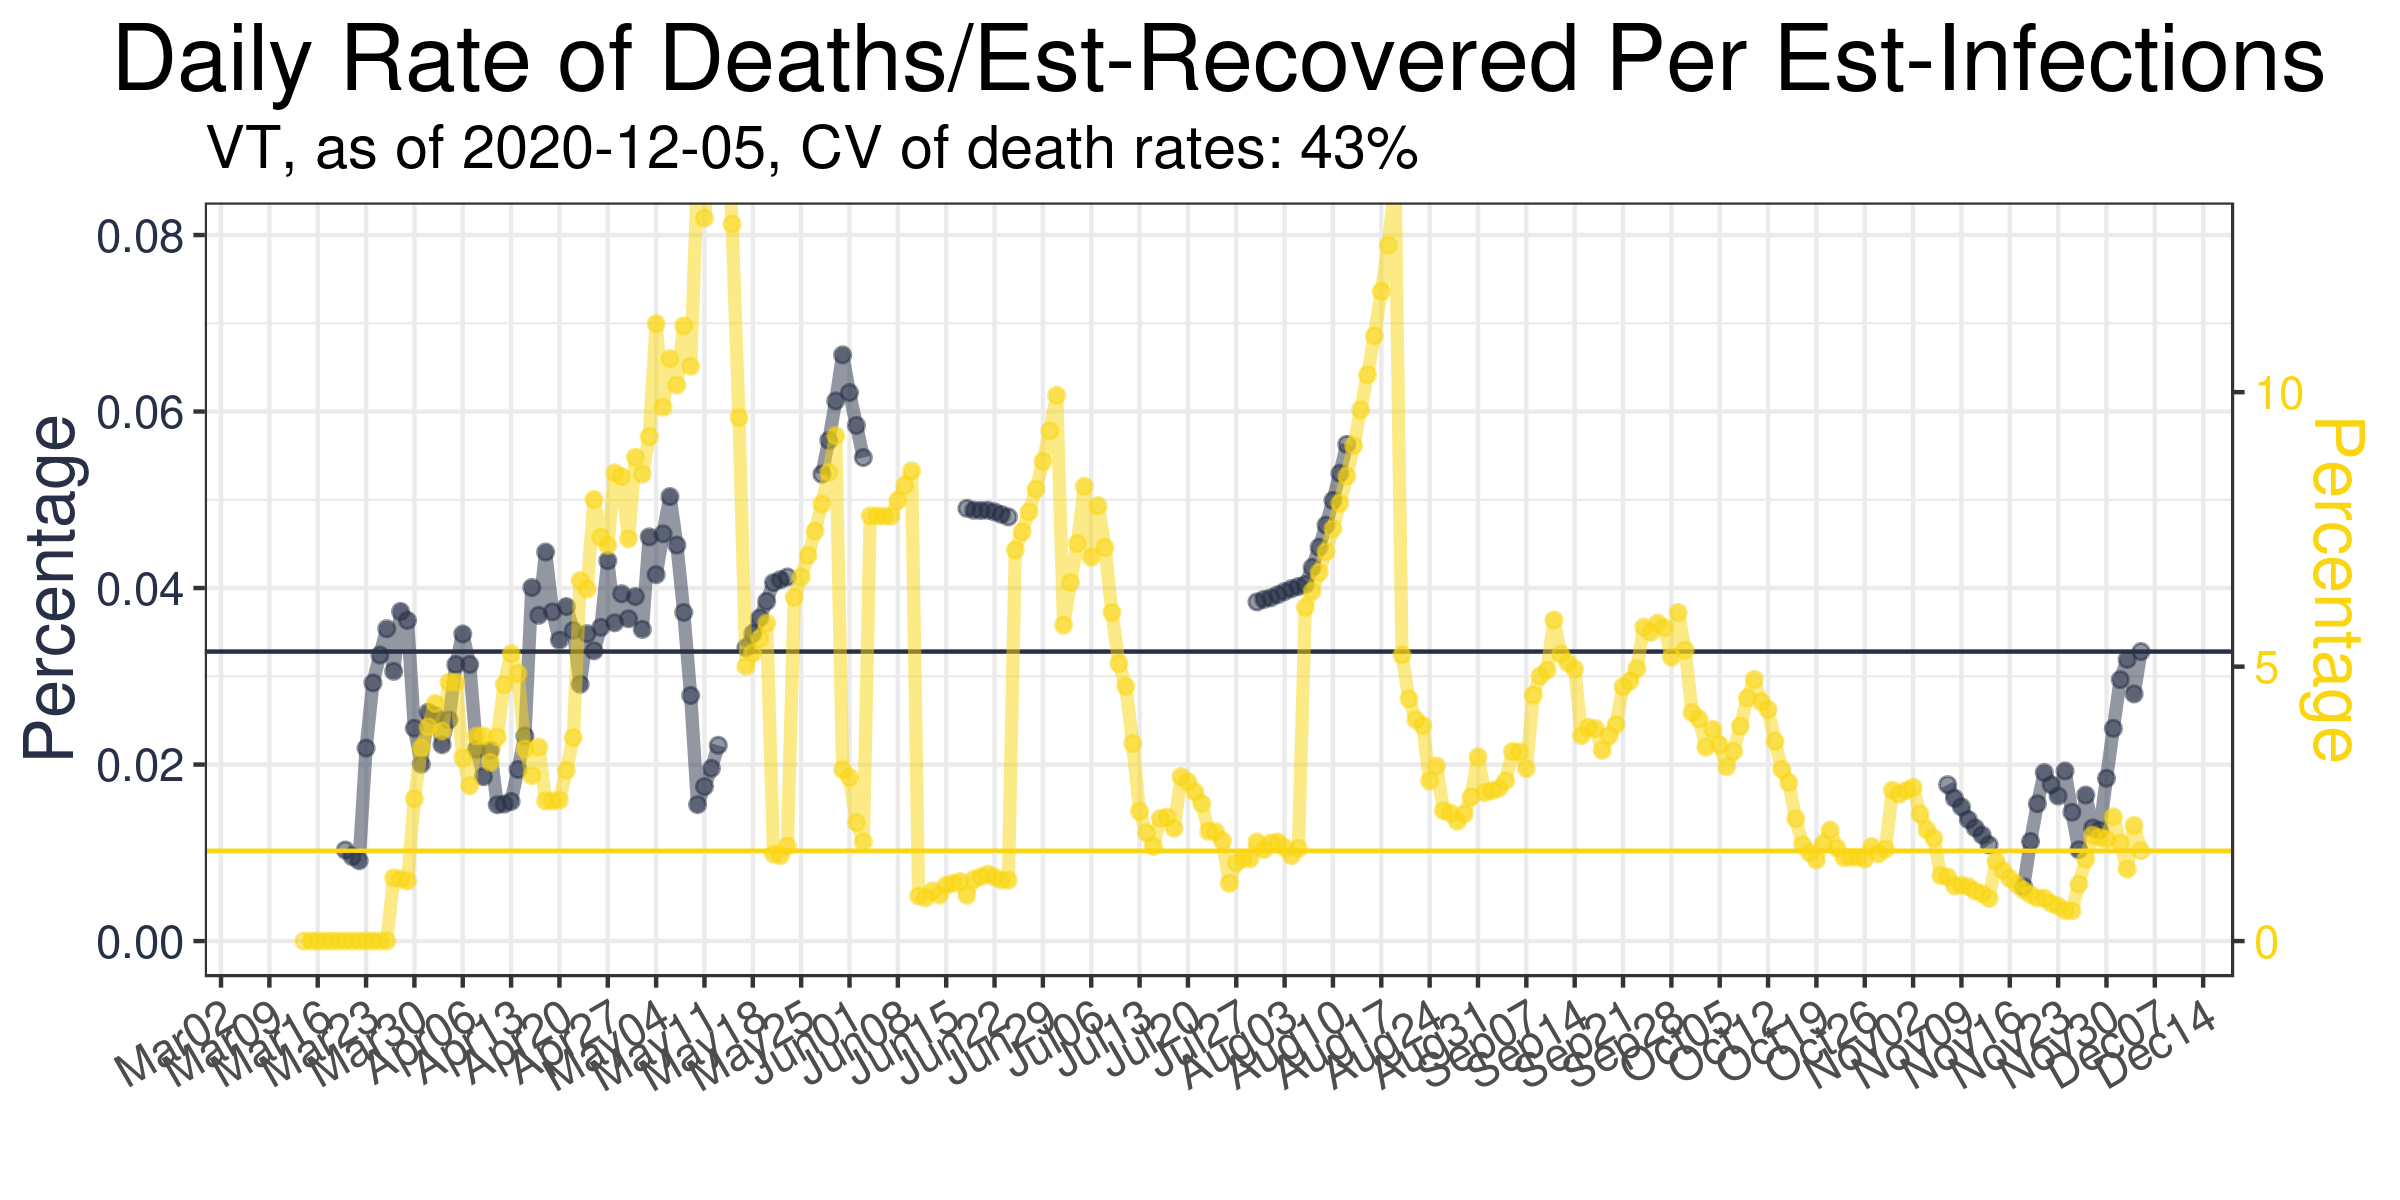 Daily Rate of Deaths/Est-Recovered Per Est-Infections
VT, as of 2020-12-05, CV of death rates: 43%
Percentage
0.08
0.06
0.04
0.02
0.00
10
5
0
Percentage
Mar02
Mar09
Mar16
Mar23
Mar30
Apr06
Apr13
Apr20
Apr27
May04
May11
May18
May25
Jun01
Jun08
Jun15
Jun22
Jun29
Jul06
Jul13
Jul20
Jul27
Aug03
Aug10
Aug17
Aug24
Aug31
Sep07
Sep14
Sep21
Sep28
Oct05
Oct12
Oct19
Oct26
Nov02
Nov09
Nov16
Nov23
Nov30
Dec07
Dec14